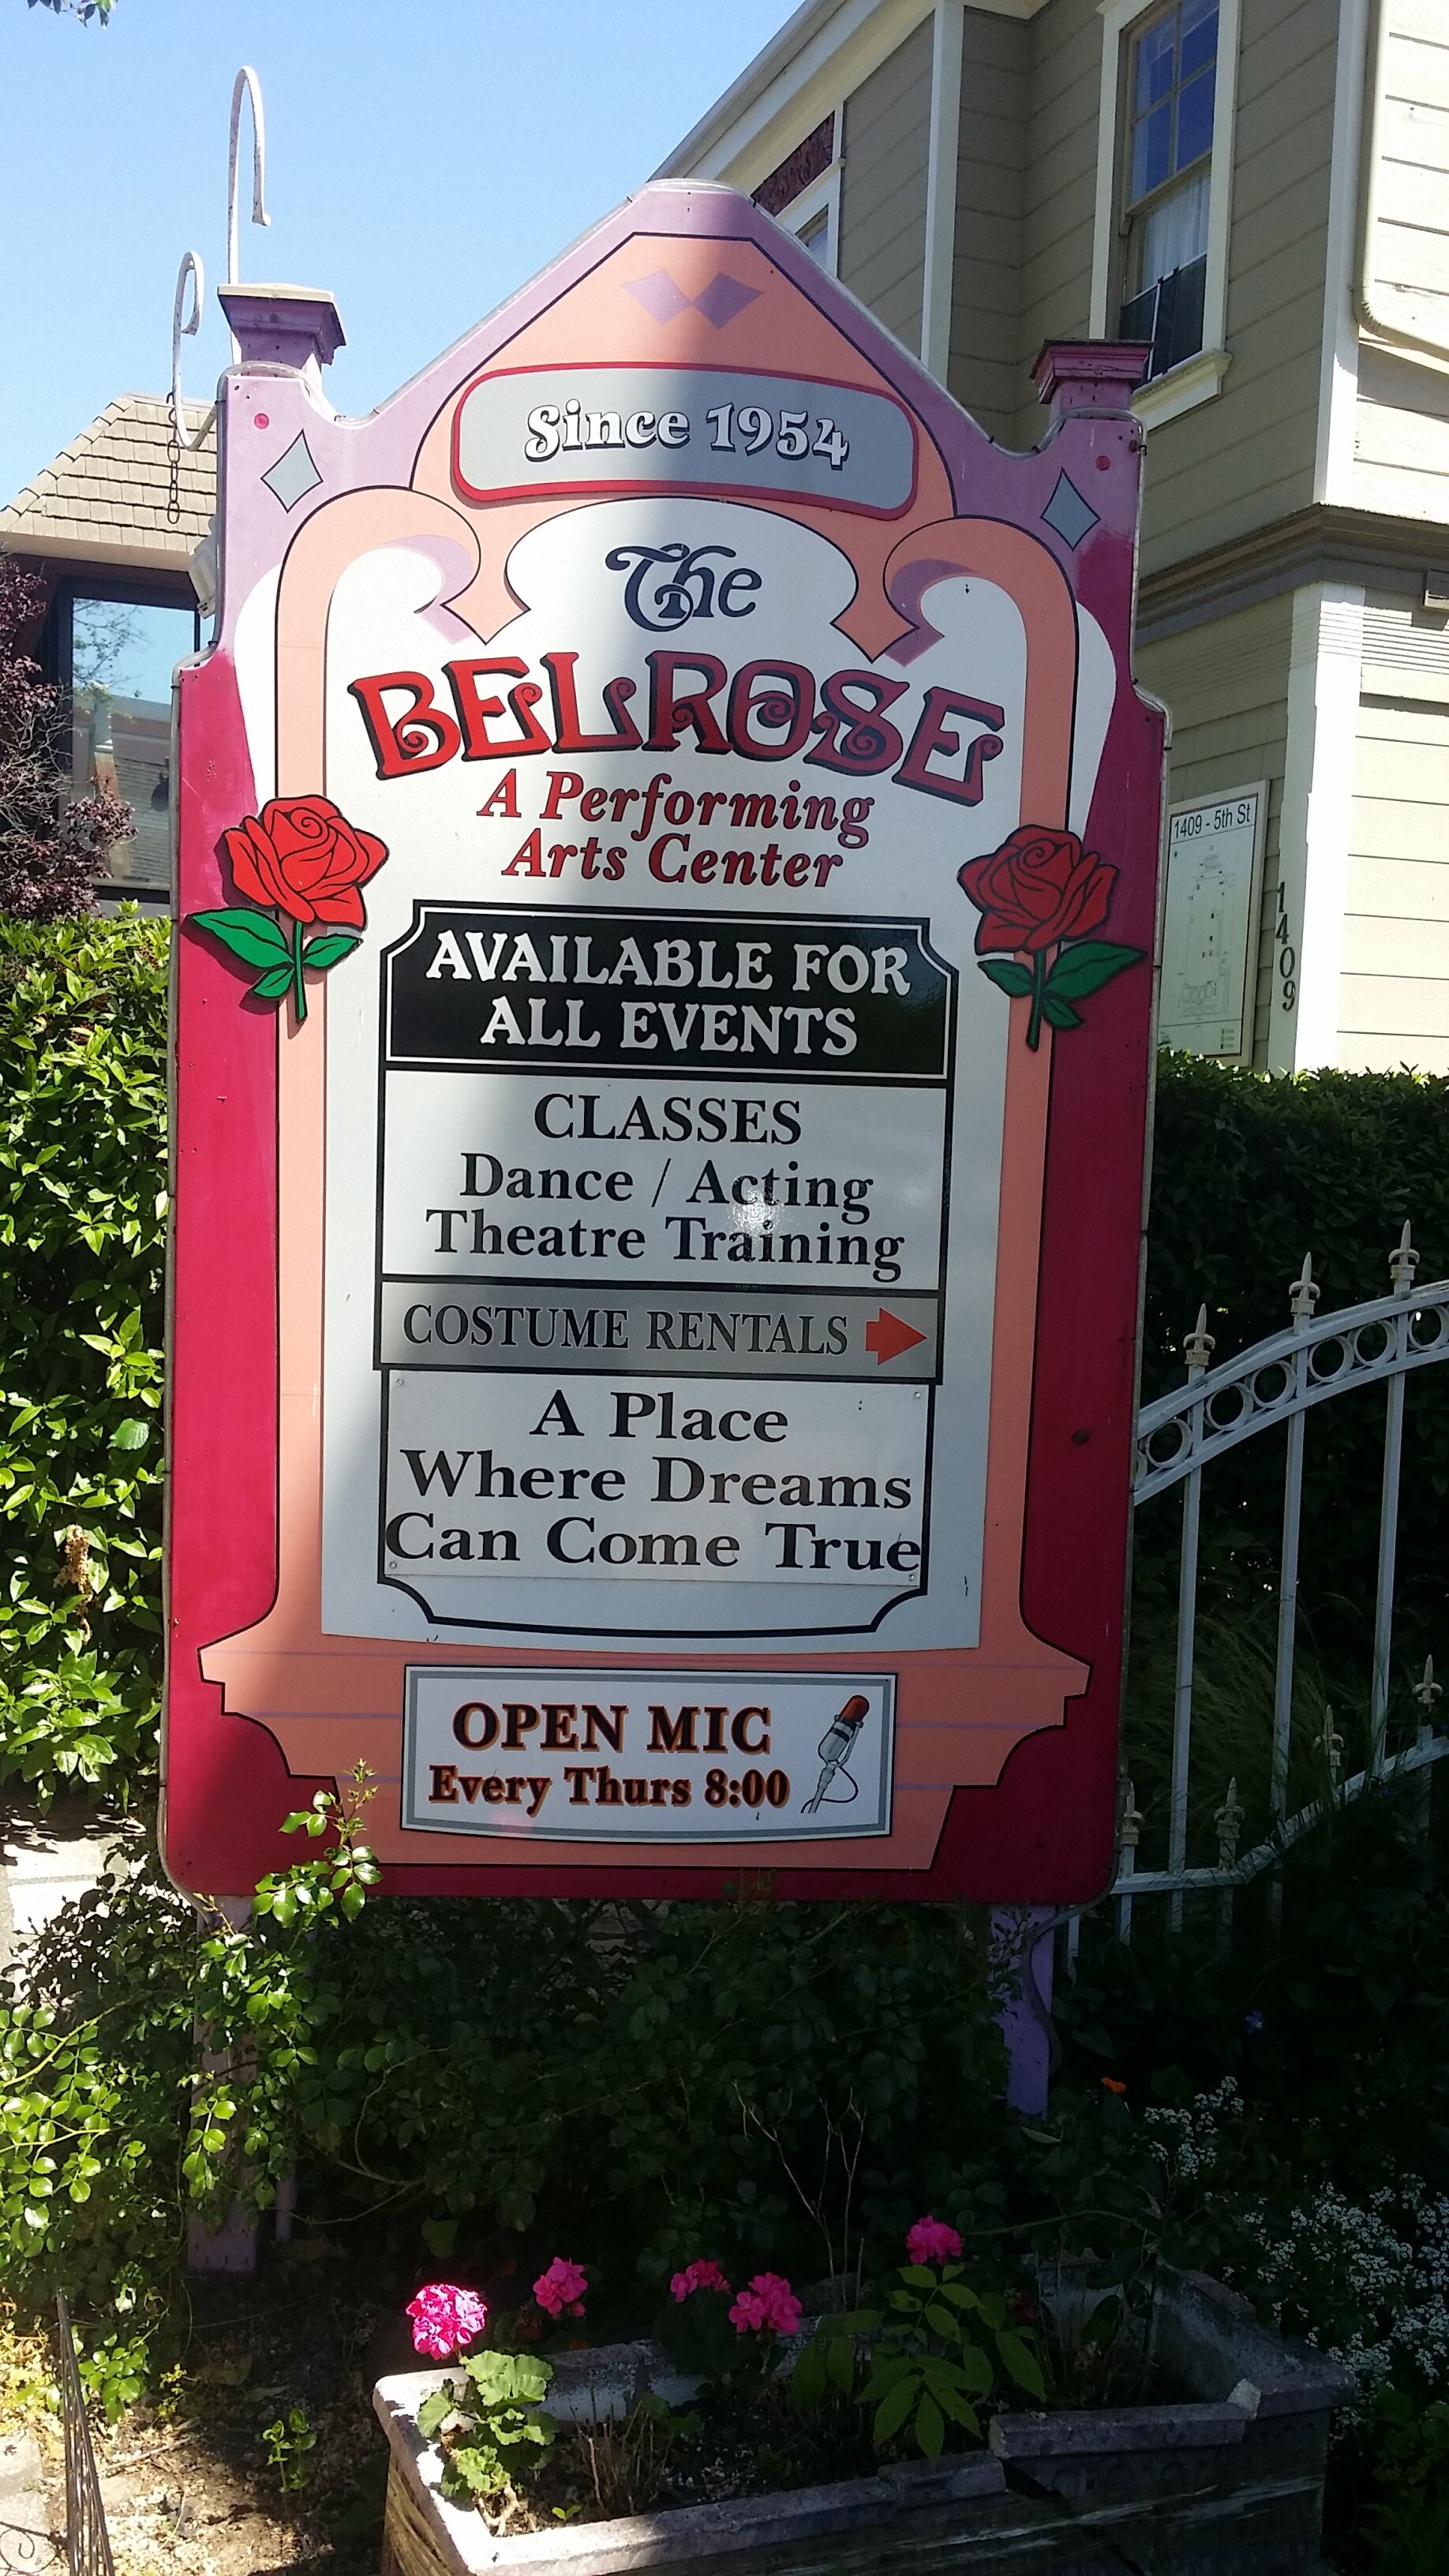 Since 1954
The
BELROSE
A Performing
Arts Center
AVAILABLE FOR
ALL EVENTS
CLASSES
Dance / Acting
Theatre Training
COSTUME RENTALS
A Place
Where Dreams
Can Come True
OPEN MIC
Every Thurs 8:00
1409 - 5th St
1409